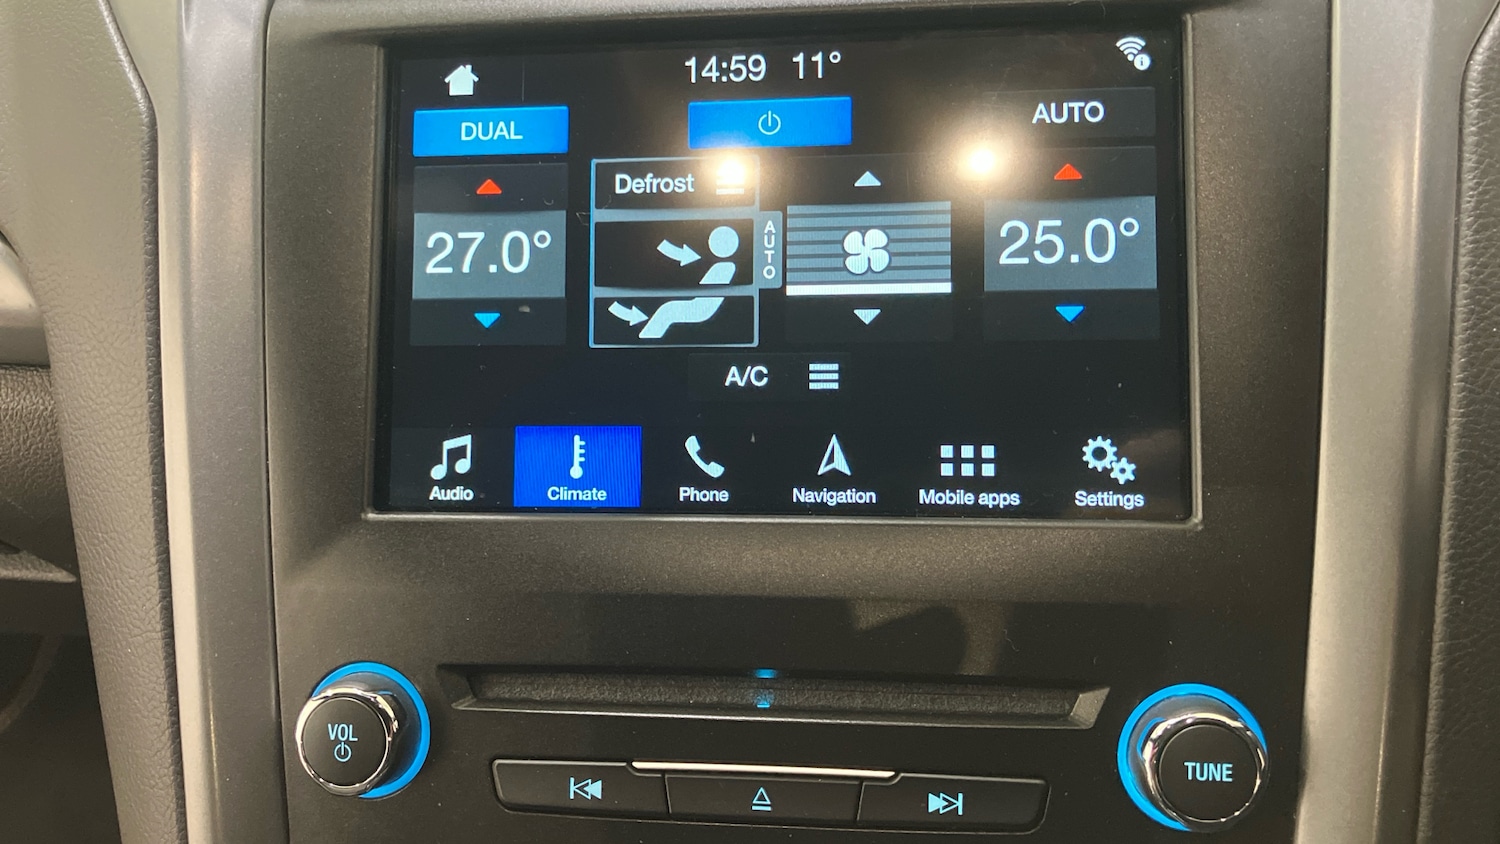 14:59 11°
DUAL
AUTO
Defrost
27.0°
AUTO
25.0°
A/C
Audio
Climate
Phone
Navigation
Mobile apps
Settings
VOL
TUNE